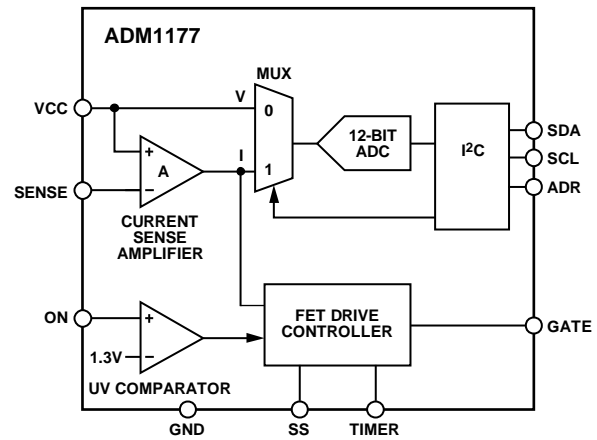 ADM1177
MUX
VCC
V
0
12-BIT
ADC
I²C
SDA
SCL
ADR
I
1
A
+
−
SENSE
CURRENT
SENSE
AMPLIFIER
ON
+
1.3V
−
UV COMPARATOR
FET DRIVE
CONTROLLER
GATE
GND
SS
TIMER